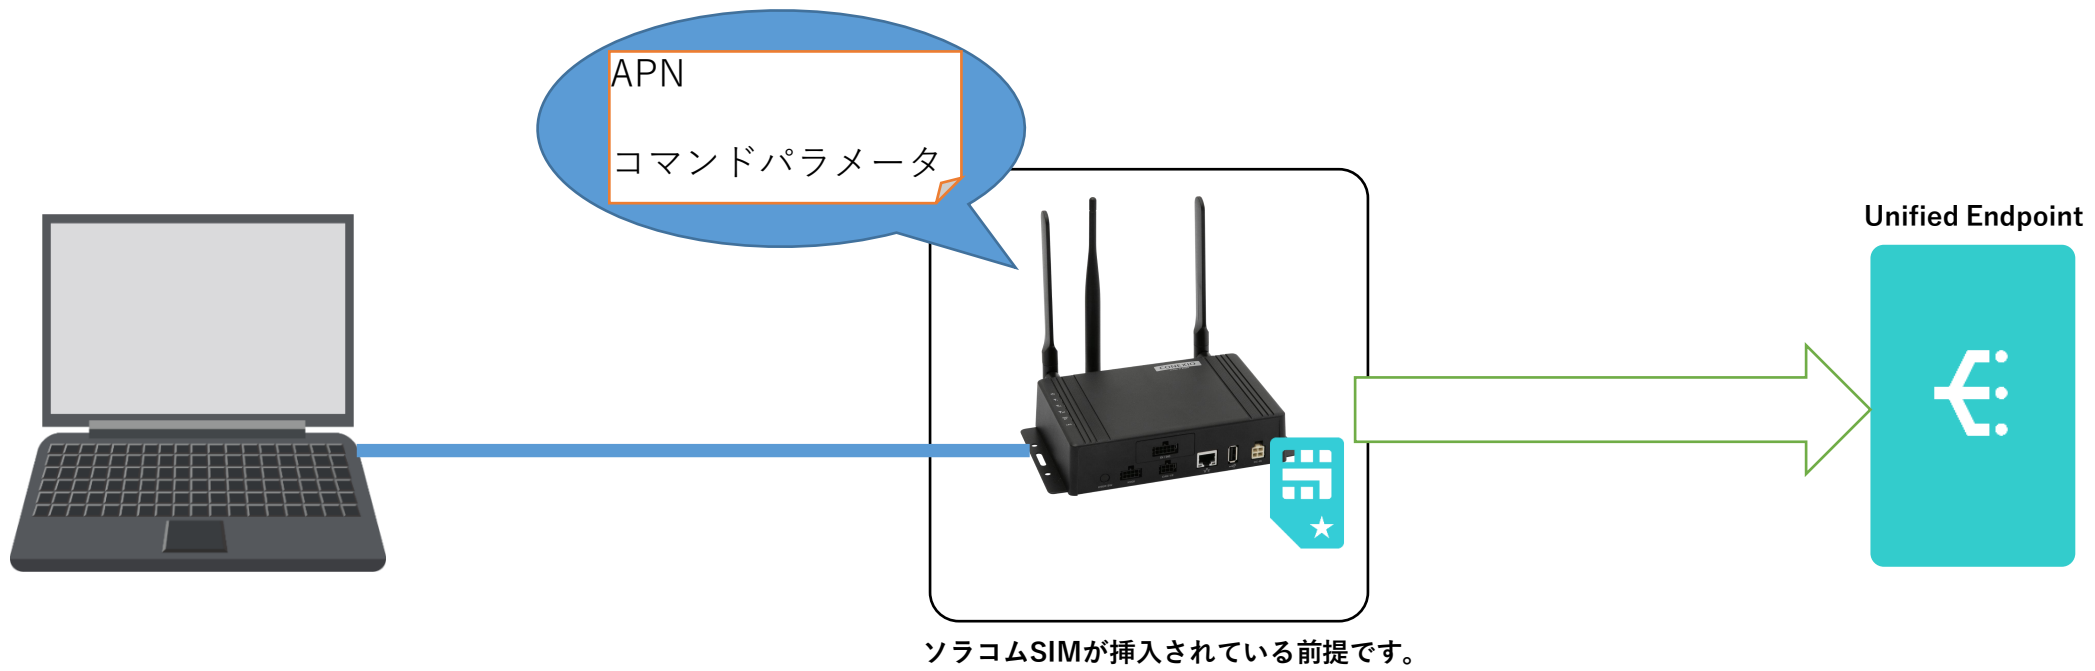 APN
コマンドパラメータ
Unified Endpoint
ソラコムSIMが挿入されている前提です。